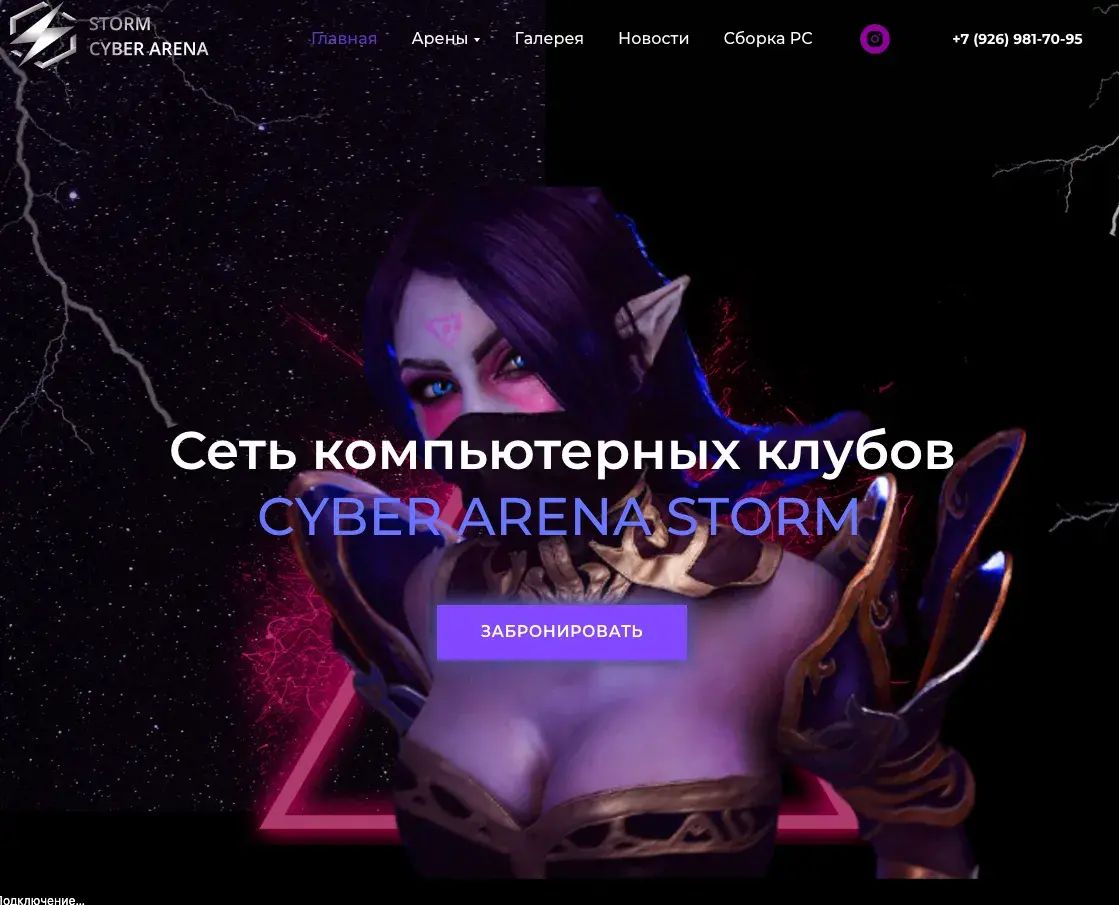 STORM
CYBER ARENA
Главная
Арены
Галерея
Новости
Сборка PC
+7 (926) 981-70-95
Сеть компьютерных клубов
CYBER ARENA STORM
ЗАБРОНИРОВАТЬ
Подключение...